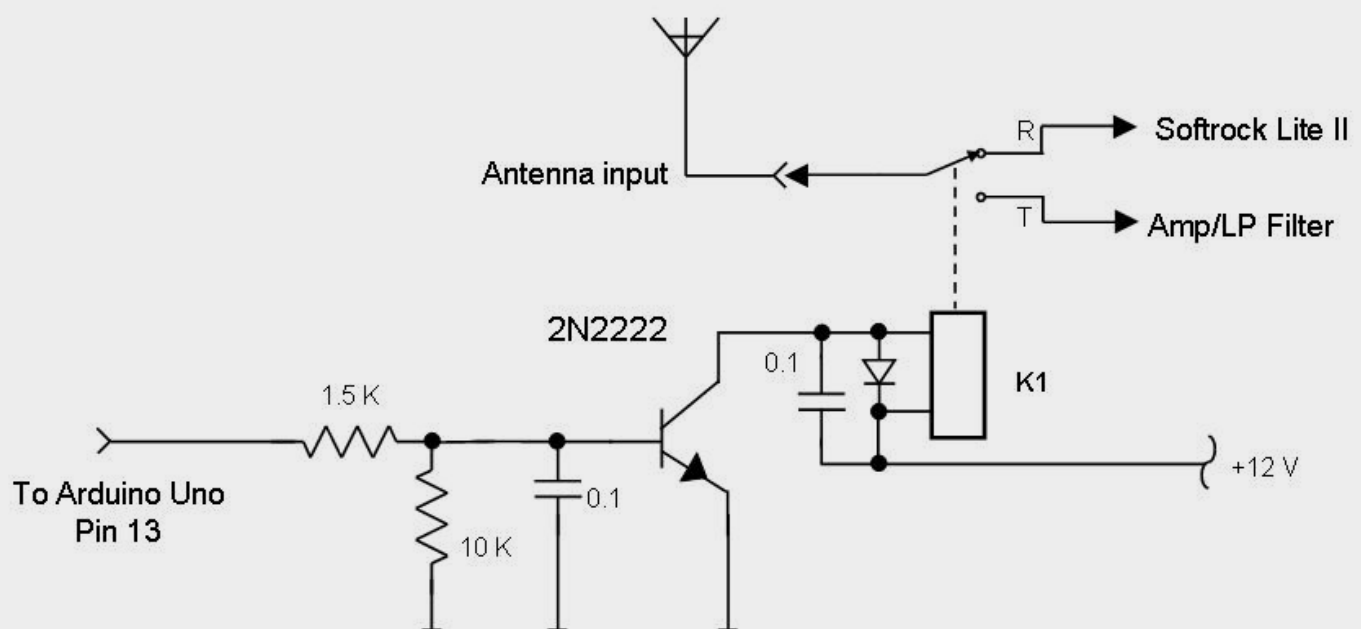 R
Softrock Lite II
Antenna input
T
Amp/LP Filter
2N2222
0.1
K1
1.5 K
+12 V
To Arduino Uno
Pin 13
0.1
10 K